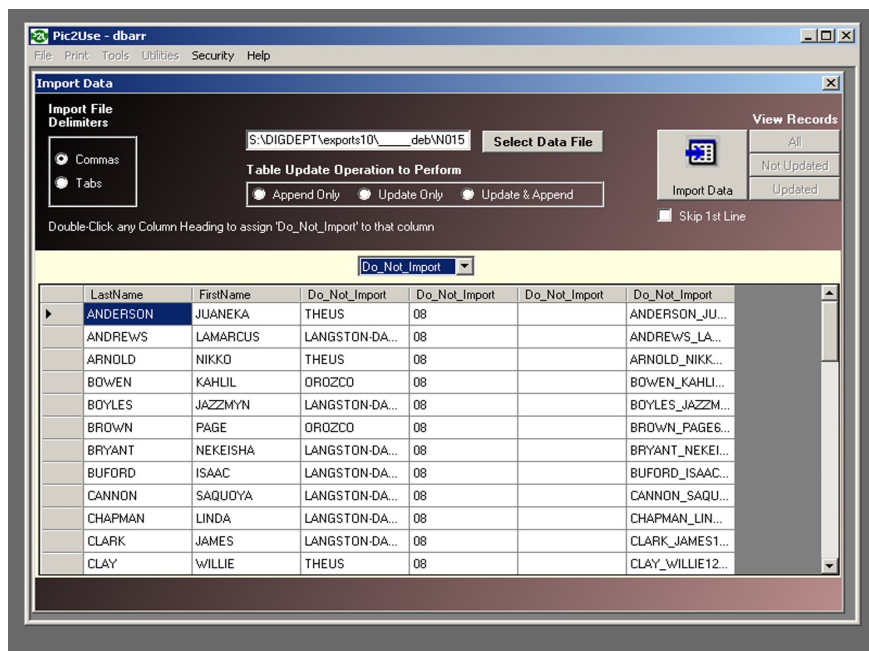 Pic2Use - dbarr
File Print Tools Utilities Security Help
Import Data
Import File
Delimiters
Commas
Tabs
S:\DIGDEPT\exports10\_____deb\N015
Select Data File
Table Update Operation to Perform
Append Only Update Only Update & Append
Import Data
View Records
All
Not Updated
Updated
Skip 1st Line
Double-Click any Column Heading to assign 'Do_Not_Import' to that column
Do_Not_Import
LastName FirstName Do_Not_Import Do_Not_Import Do_Not_Import Do_Not_Import
ANDERSON JUANEKA THEUS 08 ANDERSON_JU...
ANDREWS LAMARCUS LANGSTON-DA... 08 ANDREWS_LA...
ARNOLD NIKKO THEUS 08 ARNOLD_NIKK...
BOWEN KAHLIL OROZCO 08 BOWEN_KAHLI...
BOYLES JAZZMYN LANGSTON-DA... 08 BOYLES_JAZZM...
BROWN PAGE OROZCO 08 BROWN_PAGE6...
BRYANT NEKEISHA LANGSTON-DA... 08 BRYANT_NEKEI...
BUFORD ISAAC LANGSTON-DA... 08 BUFORD_ISAAC...
CANNON SAQUOYA LANGSTON-DA... 08 CANNON_SAQU...
CHAPMAN LINDA LANGSTON-DA... 08 CHAPMAN_LIN...
CLARK JAMES LANGSTON-DA... 08 CLARK_JAMES1...
CLAY WILLIE THEUS 08 CLAY_WILLIE12...